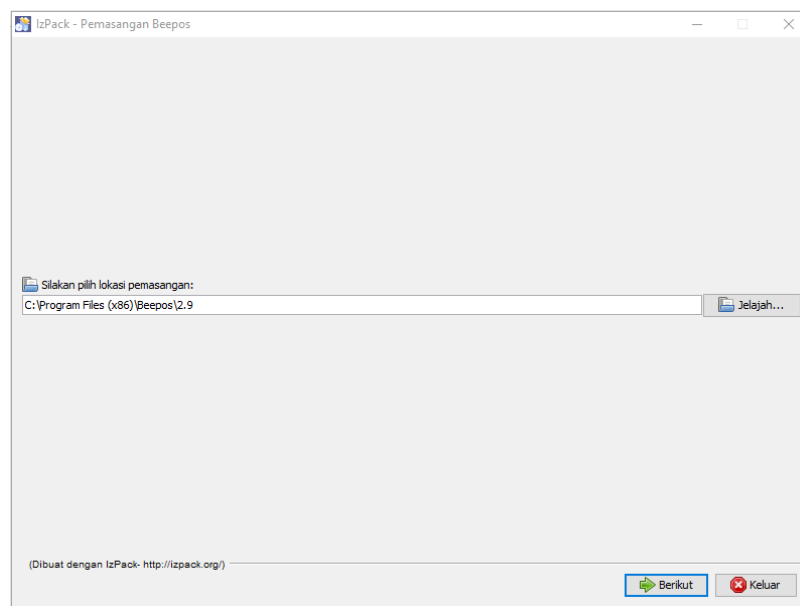 IzPack - Pemasangan Beepos
Silakan pilih lokasi pemasangan:
C:\Program Files (x86)\Beepos\2.9
Jelajah...
(Dibuat dengan IzPack- http://izpack.org/)
Berikut
Keluar